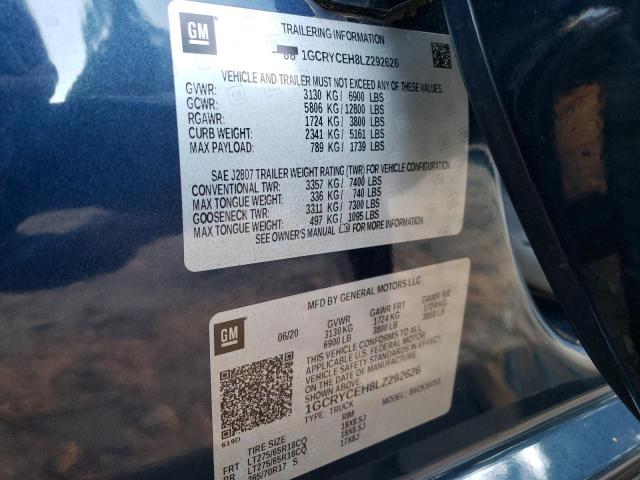 GM
TRAILERING INFORMATION
1GCRYCEH8LZ292626
VEHICLE AND TRAILER MUST NOT EXCEED ANY OF THESE VALUES:
GVWR: 3130 KG / 6900 LBS
GCWR: 5806 KG / 12800 LBS
RGAWR: 1724 KG / 3800 LBS
CURB WEIGHT: 2341 KG / 5161 LBS
MAX PAYLOAD: 789 KG / 1739 LBS
SAE J2807 TRAILER WEIGHT RATING (TWR) FOR VEHICLE CONFIGURATION
CONVENTIONAL TWR: 3357 KG / 7400 LBS
MAX TONGUE WEIGHT: 336 KG / 740 LBS
GOOSENECK TWR: 3311 KG / 7300 LBS
MAX TONGUE WEIGHT: 497 KG / 1095 LBS
SEE OWNER'S MANUAL FOR MORE INFORMATION
MFD BY GENERAL MOTORS LLC
GM
06/20
GVWR GAWR FRT GAWR RR
3130 KG 1724 KG 1724 KG
6900 LB 3800 LB 3800 LB
THIS VEHICLE CONFORMS TO ALL
APPLICABLE U.S. FEDERAL MOTOR
VEHICLE SAFETY STANDARDS IN
EFFECT ON THE DATE OF MANUFACTURE
SHOWN ABOVE.
1GCRYCEH8LZ292626
TYPE: TRUCK
619D
TIRE SIZE RIM
FRT LT275/65R18CQ 18X8.5J
RR LT275/65R18CQ 18X8.5J
265/70R17 S 17X8J